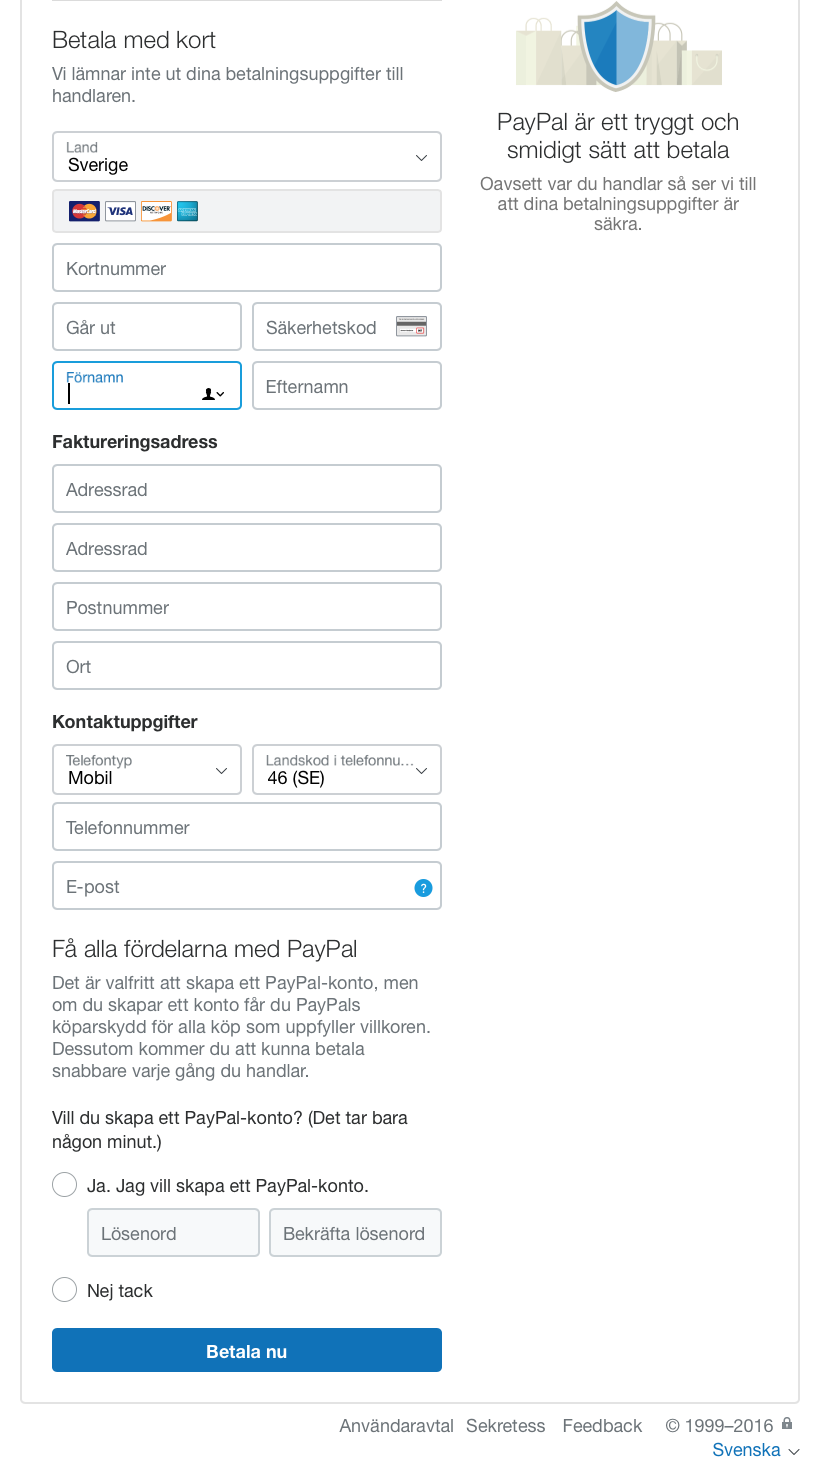 Betala med kort
Vi lämnar inte ut dina betalningsuppgifter till
handlaren.
Land
Sverige
MasterCard VISA DISCOVER
Kortnummer
Går ut
Säkerhetskod
Förnamn
Efternamn
Faktureringsadress
Adressrad
Adressrad
Postnummer
Ort
Kontaktuppgifter
Telefontyp
Mobil
Landskod i telefonnu...
46 (SE)
Telefonnummer
E-post
?
Få alla fördelarna med PayPal
Det är valfritt att skapa ett PayPal-konto, men
om du skapar ett konto får du PayPals
köparskydd för alla köp som uppfyller villkoren.
Dessutom kommer du att kunna betala
snabbare varje gång du handlar.
Vill du skapa ett PayPal-konto? (Det tar bara
någon minut.)
Ja. Jag vill skapa ett PayPal-konto.
Lösenord
Bekräfta lösenord
Nej tack
Betala nu
PayPal är ett tryggt och
smidigt sätt att betala
Oavsett var du handlar så ser vi till
att dina betalningsuppgifter är
säkra.
Användaravtal Sekretess Feedback © 1999–2016
Svenska